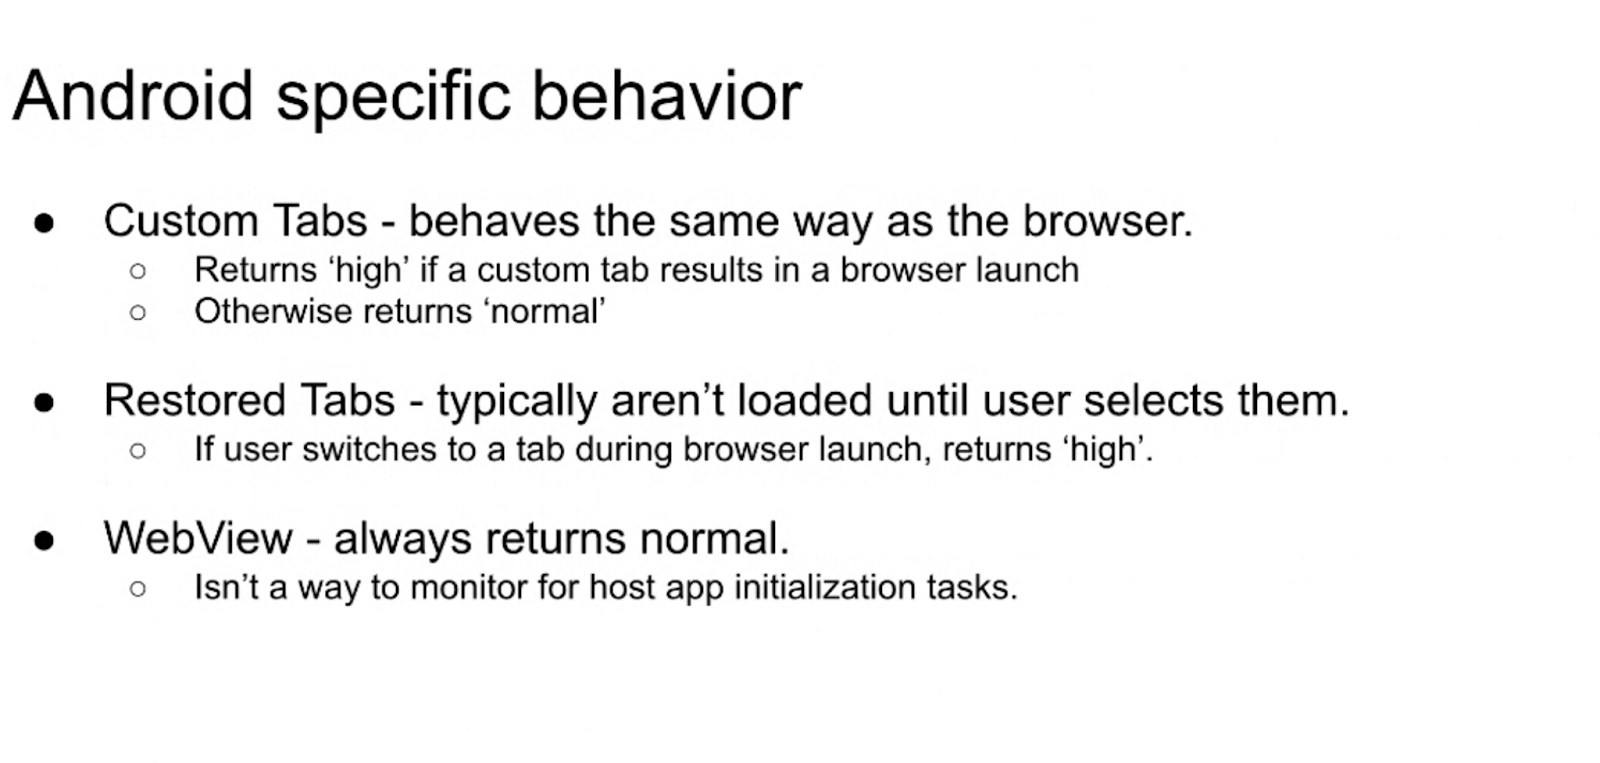 Android specific behavior
● Custom Tabs - behaves the same way as the browser.
○ Returns ‘high’ if a custom tab results in a browser launch
○ Otherwise returns ‘normal’
● Restored Tabs - typically aren’t loaded until user selects them.
○ If user switches to a tab during browser launch, returns ‘high’.
● WebView - always returns normal.
○ Isn’t a way to monitor for host app initialization tasks.